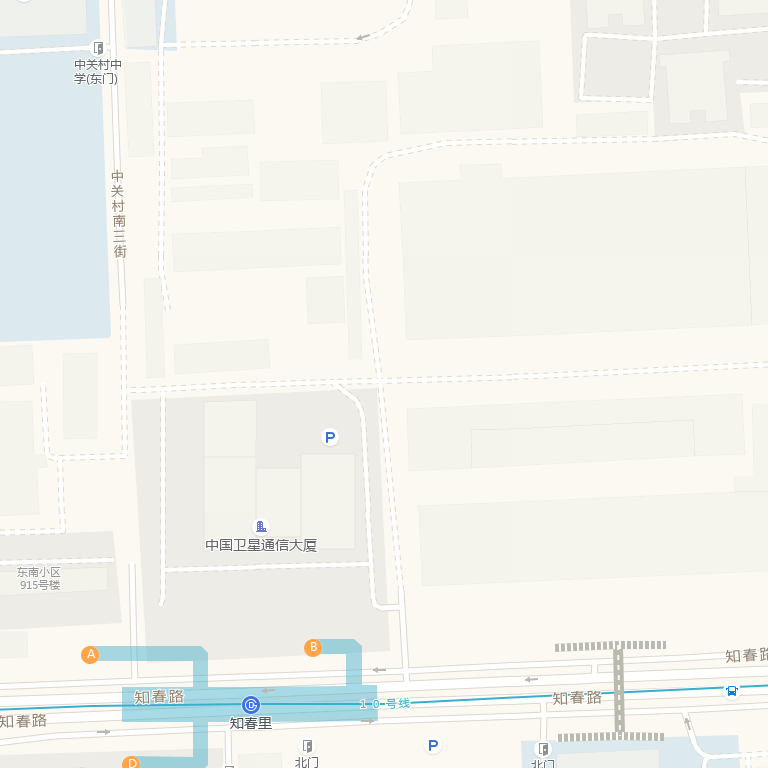 中关村中
学(东门)
中关村南三街
P
中国卫星通信大厦
东南小区
915号楼
A
B
知春路
知春路
知春路
知春路
10号线
知春里
北门
P
D
北门